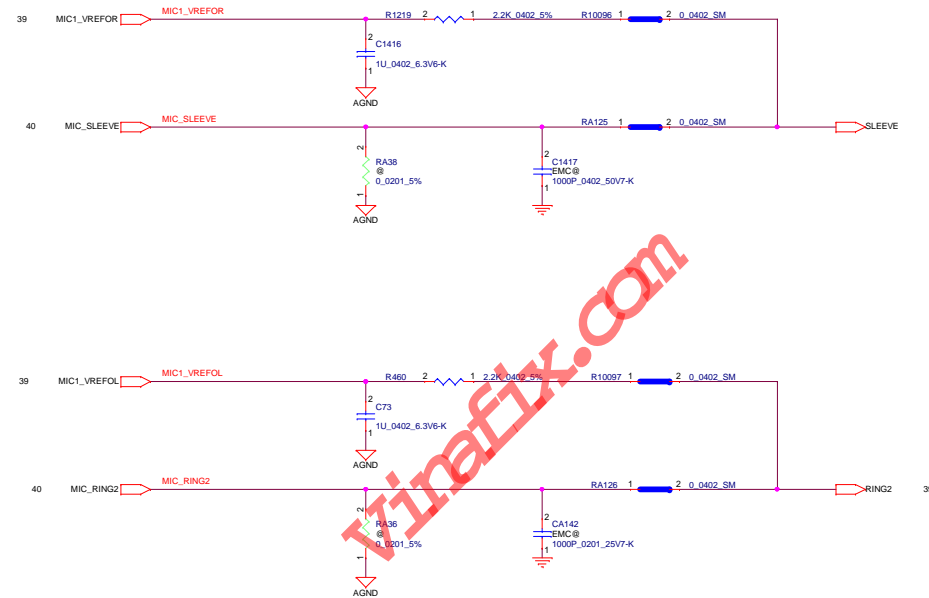 39 MIC1_VREFOR MIC1_VREFOR R1219 2 1 2.2K_0402_5% R10096 1 2 0_0402_SM
2
C1416
1U_0402_6.3V6-K
1
AGND
40 MIC_SLEEVE MIC_SLEEVE RA125 1 2 0_0402_SM SLEEVE
2
RA38
@
0_0201_5%
1
AGND
2
C1417
EMC@
1000P_0402_50V7-K
1
39 MIC1_VREFOL MIC1_VREFOL R460 2 1 2.2K_0402_5% R10097 1 2 0_0402_SM
2
C73
1U_0402_6.3V6-K
1
AGND
40 MIC_RING2 MIC_RING2 RA126 1 2 0_0402_SM RING2
2
RA36
@
0_0201_5%
1
AGND
2
CA142
EMC@
1000P_0201_25V7-K
1
vinafix.com